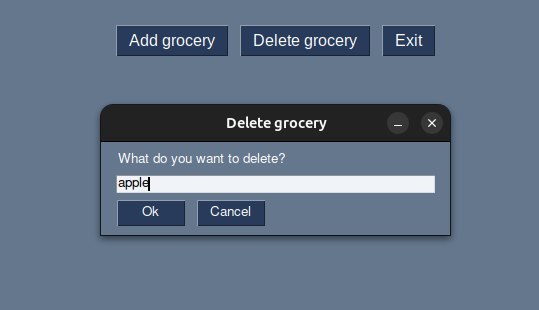 Add grocery Delete grocery Exit
Delete grocery
What do you want to delete?
apple
Ok Cancel